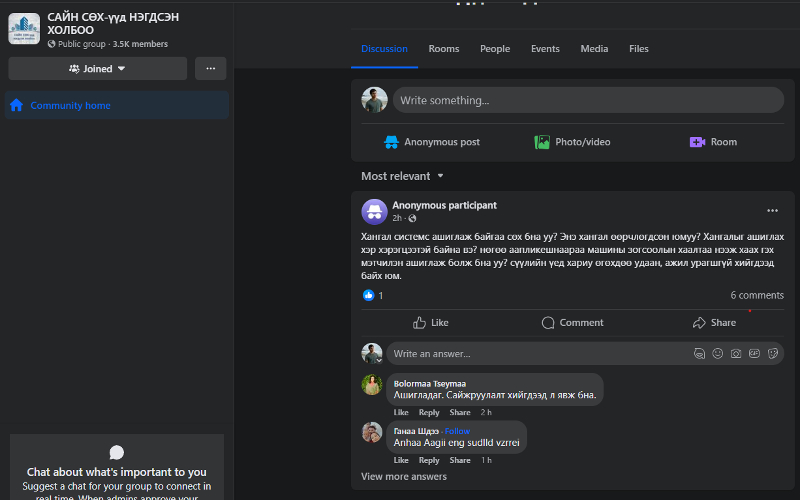 САЙН СӨХ-үүд НЭГДСЭН
ХОЛБОО
Public group · 3.5K members
Joined
Community home
Chat about what's important to you
Suggest a chat for your group to connect in
real time. When admins approve your
Discussion Rooms People Events Media Files
Write something...
Anonymous post Photo/video Room
Most relevant
Anonymous participant
2h ·
Хангал системс ашиглаж байгаа сөх бна уу? Энэ хангал өөрчлөгдсөн юмуу? Хангалыг ашиглах
хэр хэрэгцээтэй байна вэ? нөгөө аапликешнаараа машины зогсоолын хаалтаа нээж хаах гэх
мэтчилэн ашиглаж болж бна уу? сүүлийн үед хариу өгөхдөө удаан, ажил урагшгүй хийгдээд
байх юм.
1 6 comments
Like Comment Share
Write an answer...
Bolormaa Tseymaa
Ашигладаг. Сайжруулалт хийгдээд л явж бна.
Like Reply Share 2 h
Ганаа Шдээ · Follow
Anhaa Aagii eng sudlld vzrrei
Like Reply Share 1 h
View more answers